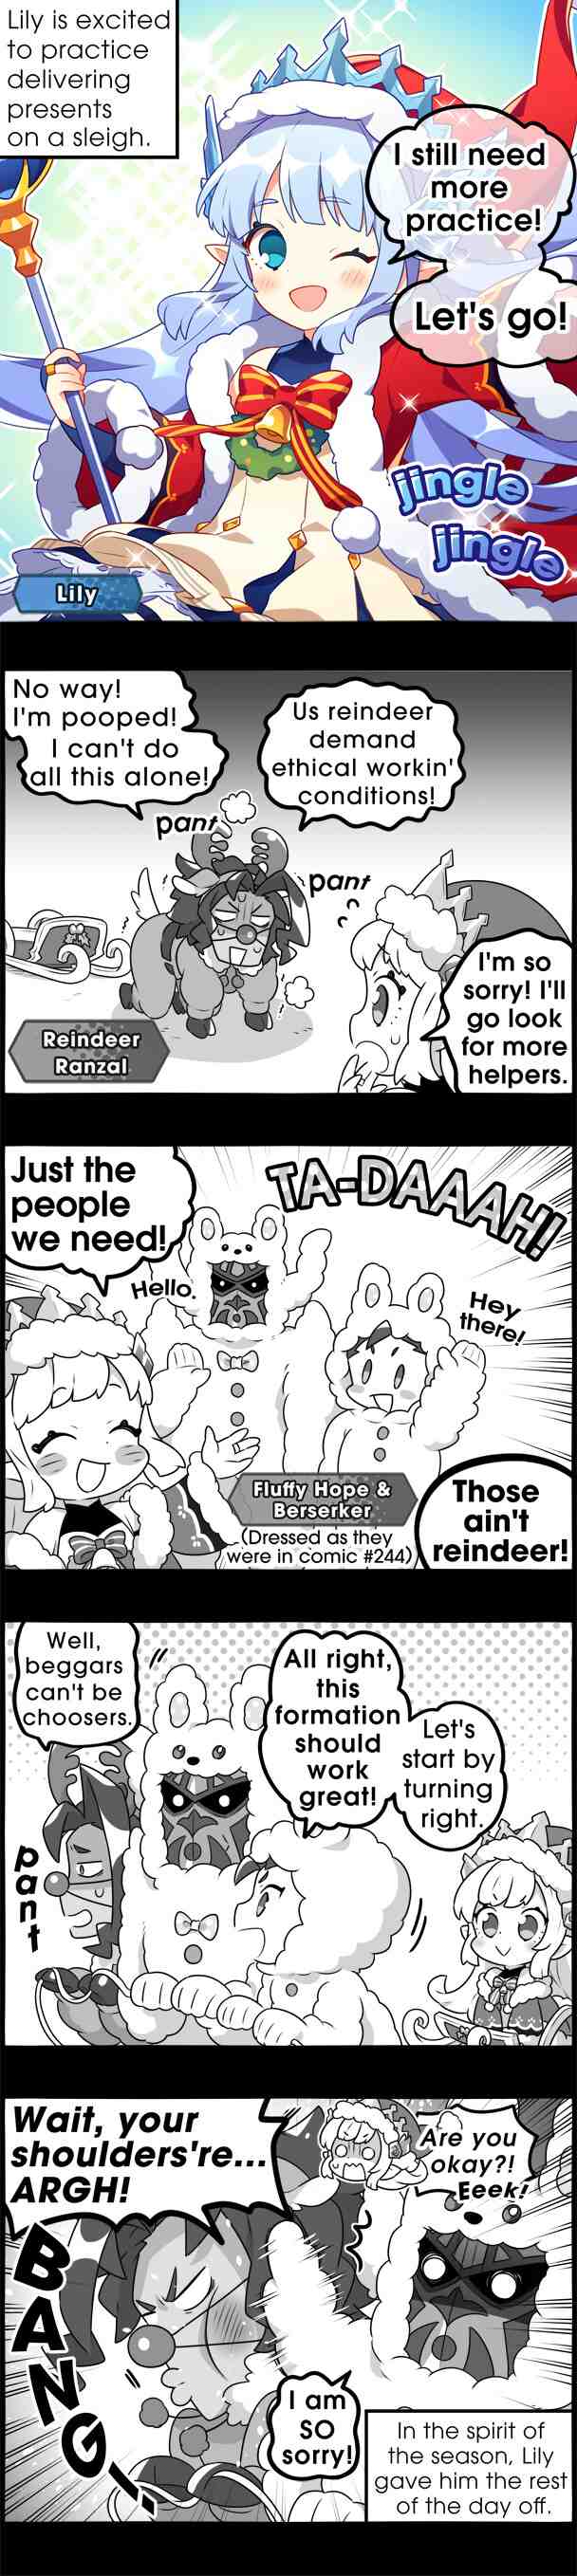 Lily is excited
to practice
delivering
presents
on a sleigh.
I still need
more
practice!
Let's go!
jingle
jingle
Lily
No way!
I'm pooped!
I can't do
all this alone!
Us reindeer
demand
ethical workin'
conditions!
pant
pant
Reindeer
Ranzal
I'm so
sorry! I'll
go look
for more
helpers.
Just the
people
we need!
TA-DAAAH!
Hello.
Hey
there!
Fluffy Hope &
Berserker
(Dressed as they
were in comic #244)
Those
ain't
reindeer!
Well,
beggars
can't be
choosers.
All right,
this
formation
should
work
great!
Let's
start by
turning
right.
pant
Wait, your
shoulders're...
ARGH!
Are you
okay?!
Eeek!
BANG!
I am
SO
sorry!
In the spirit of
the season, Lily
gave him the rest
of the day off.